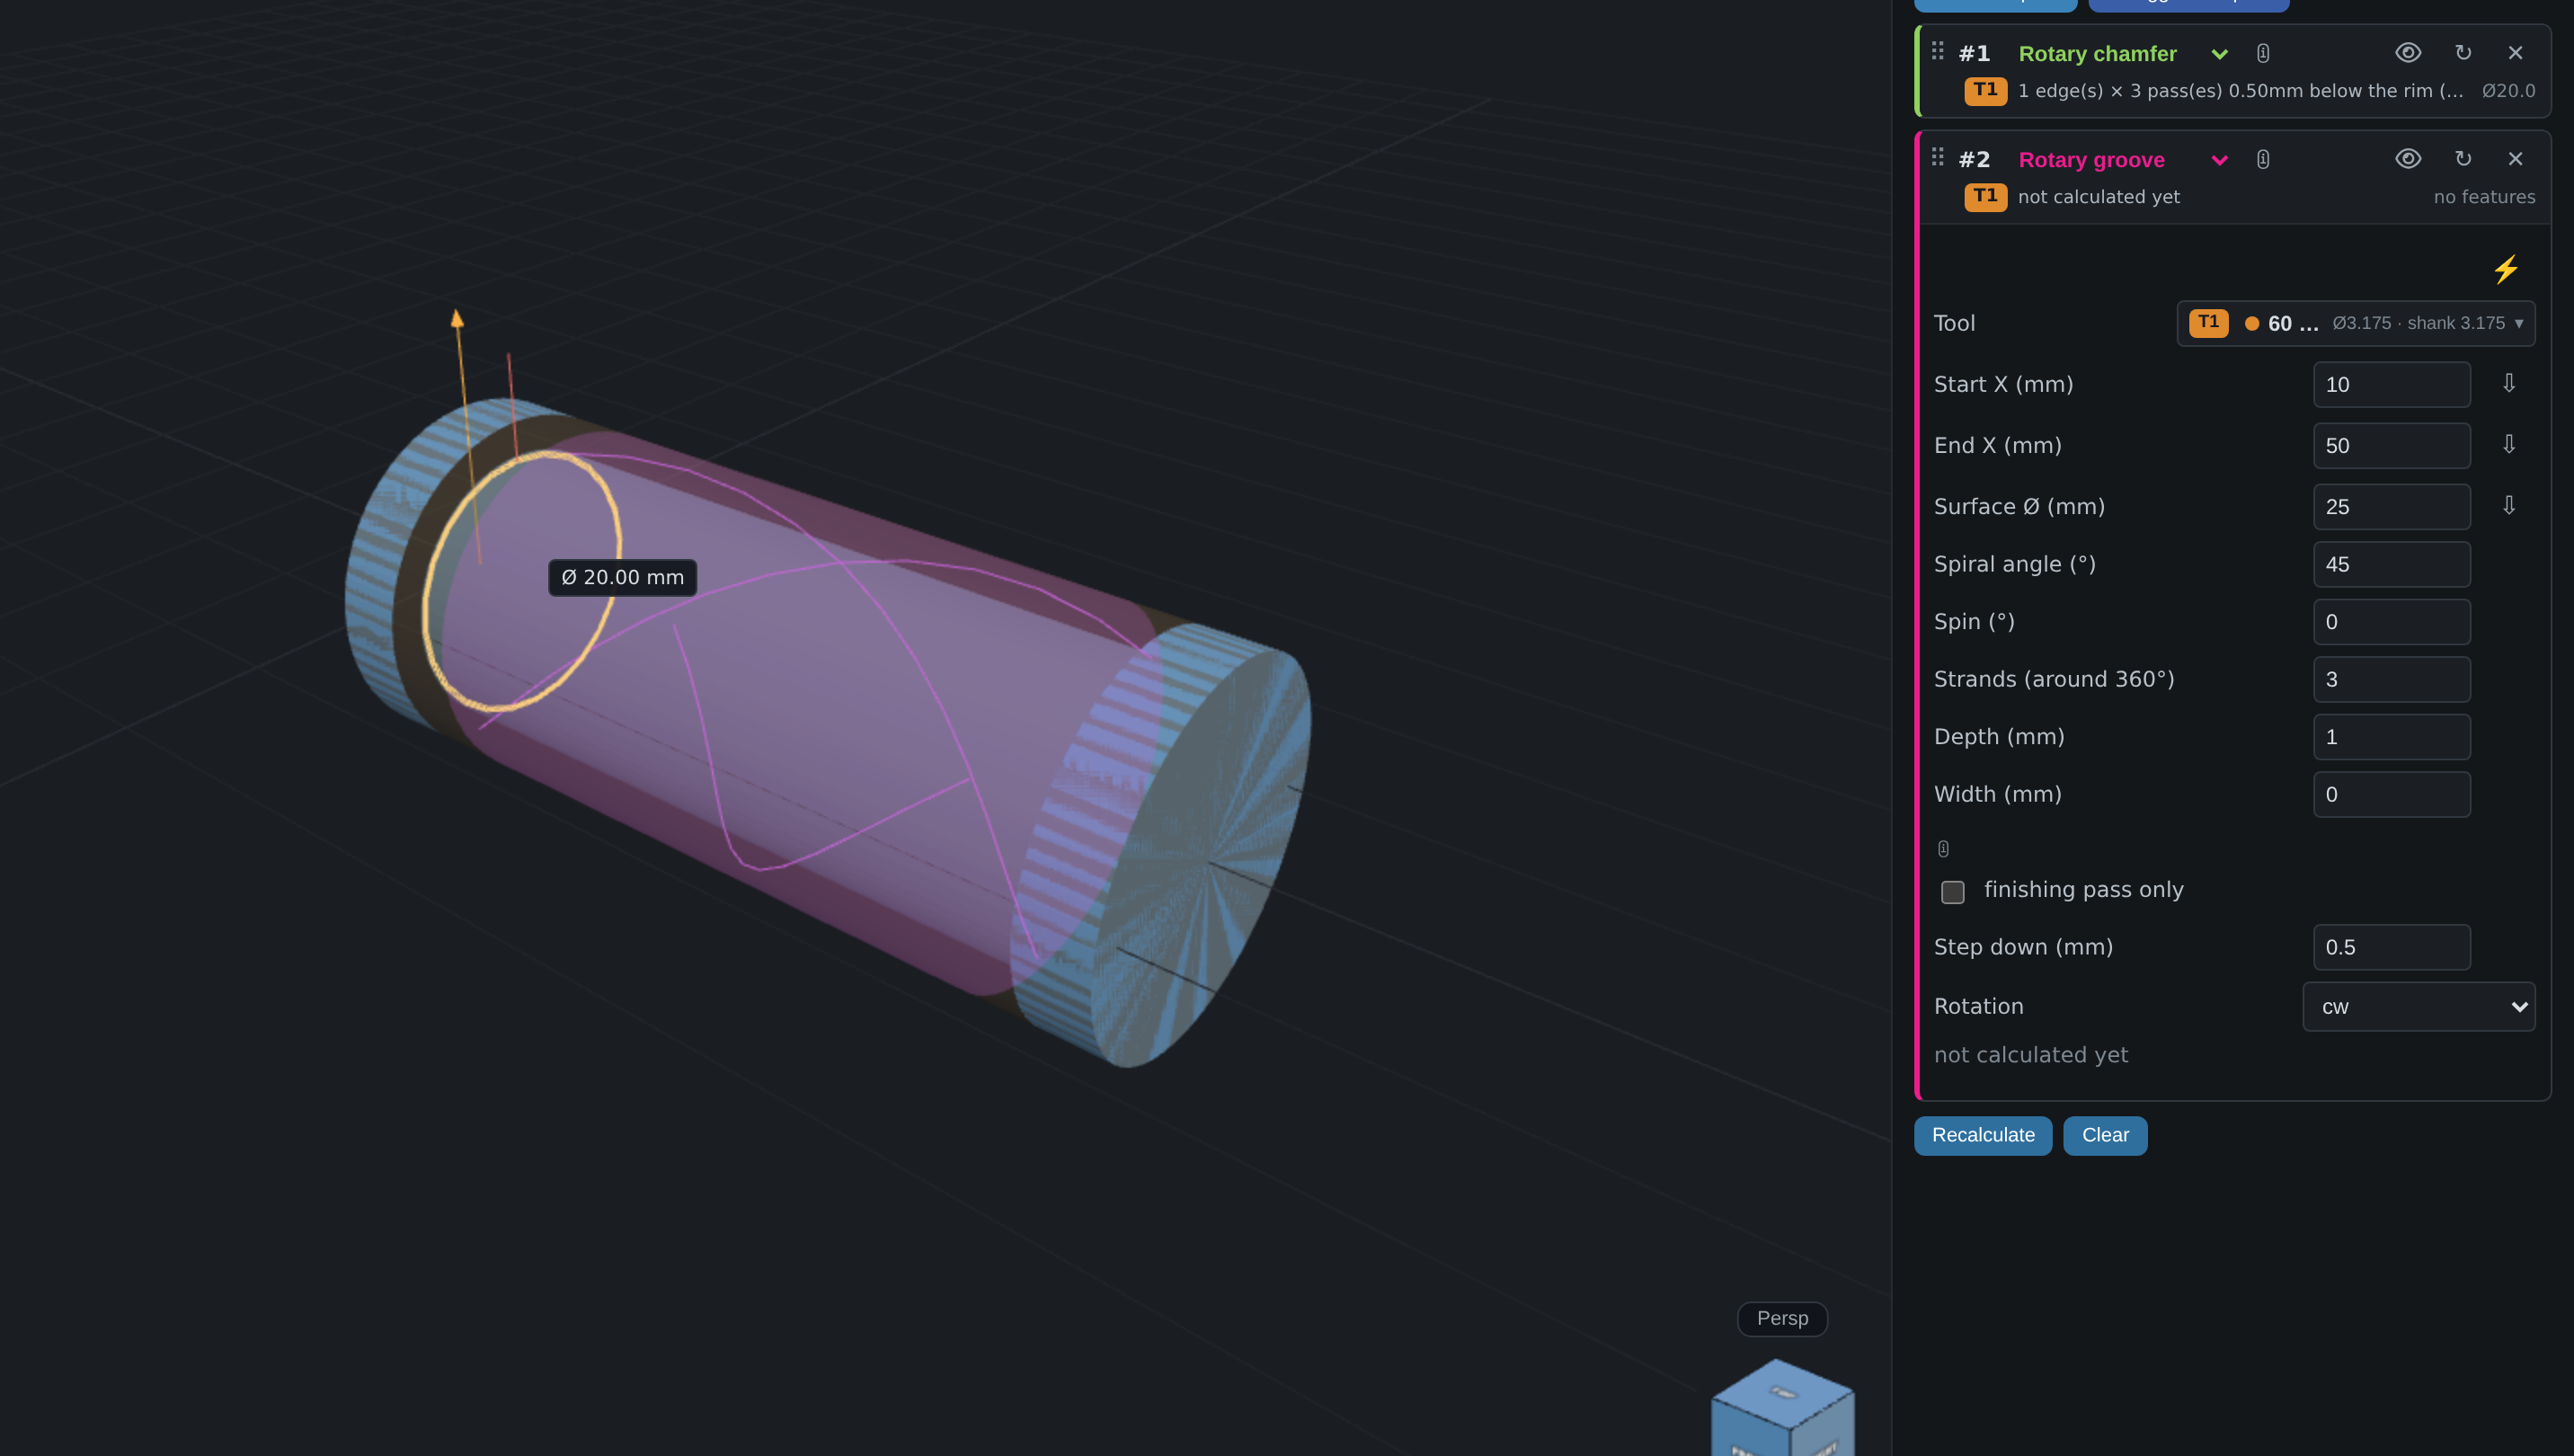 #1 Rotary chamfer
T1 1 edge(s) × 3 pass(es) 0.50mm below the rim (... Ø20.0
#2 Rotary groove
T1 not calculated yet no features
Tool T1 60 ... Ø3.175 · shank 3.175
Start X (mm) 10
End X (mm) 50
Surface Ø (mm) 25
Spiral angle (°) 45
Spin (°) 0
Strands (around 360°) 3
Depth (mm) 1
Width (mm) 0
finishing pass only
Step down (mm) 0.5
Rotation cw
not calculated yet
Recalculate Clear
Ø 20.00 mm
Persp